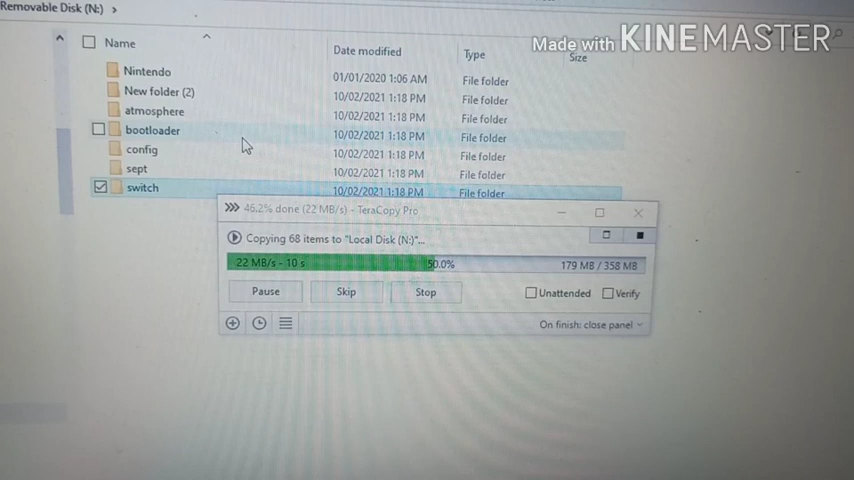 Removable Disk (N:) >
Made with KINEMASTER
Name Date modified Type Size
Nintendo 01/01/2020 1:06 AM File folder
New folder (2) 10/02/2021 1:18 PM File folder
atmosphere 10/02/2021 1:18 PM File folder
bootloader 10/02/2021 1:18 PM File folder
config 10/02/2021 1:18 PM File folder
sept 10/02/2021 1:18 PM File folder
switch 10/02/2021 1:18 PM File folder
46.2% done (22 MB/s) - TeraCopy Pro
Copying 68 items to "Local Disk (N:)"...
22 MB/s - 10 s 50.0% 179 MB / 358 MB
Pause Skip Stop Unattended Verify
On finish: close panel